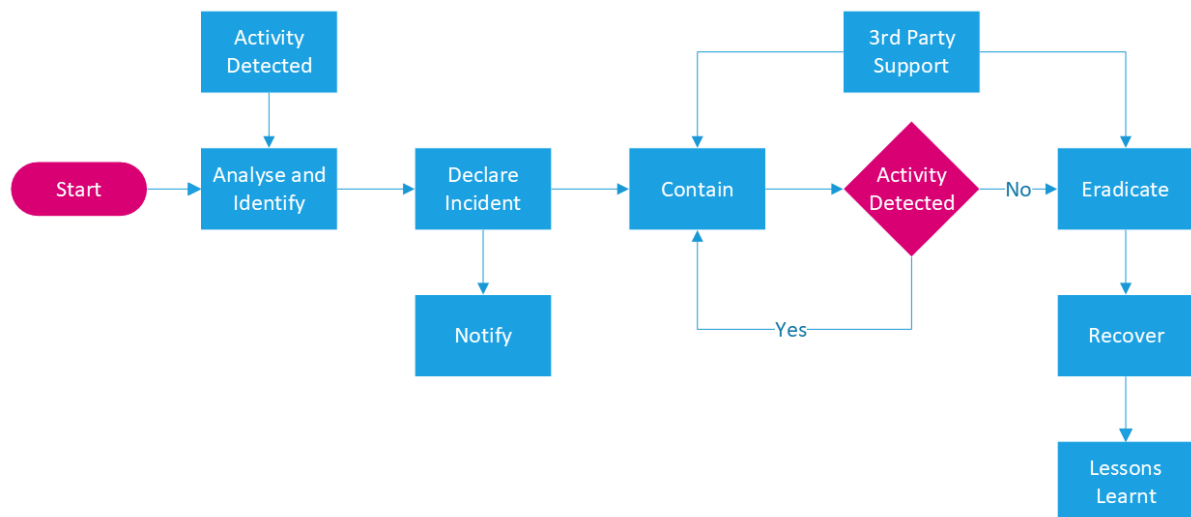 Activity
Detected
3rd Party
Support
Start
Analyse and
Identify
Declare
Incident
Contain
Activity
Detected
No
Eradicate
Notify
Yes
Recover
Lessons
Learnt